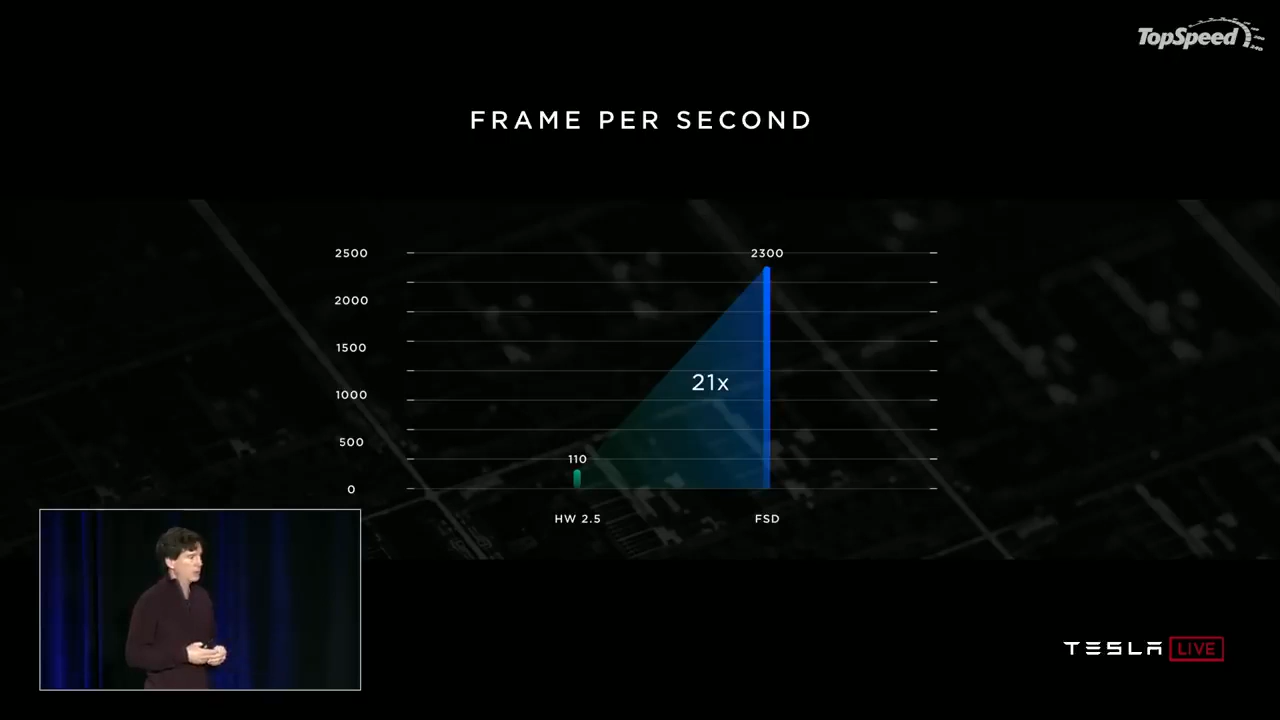 TopSpeed
FRAME PER SECOND
2500
2300
2000
1500
21x
1000
500
110
0
HW 2.5
FSD
TESLA LIVE